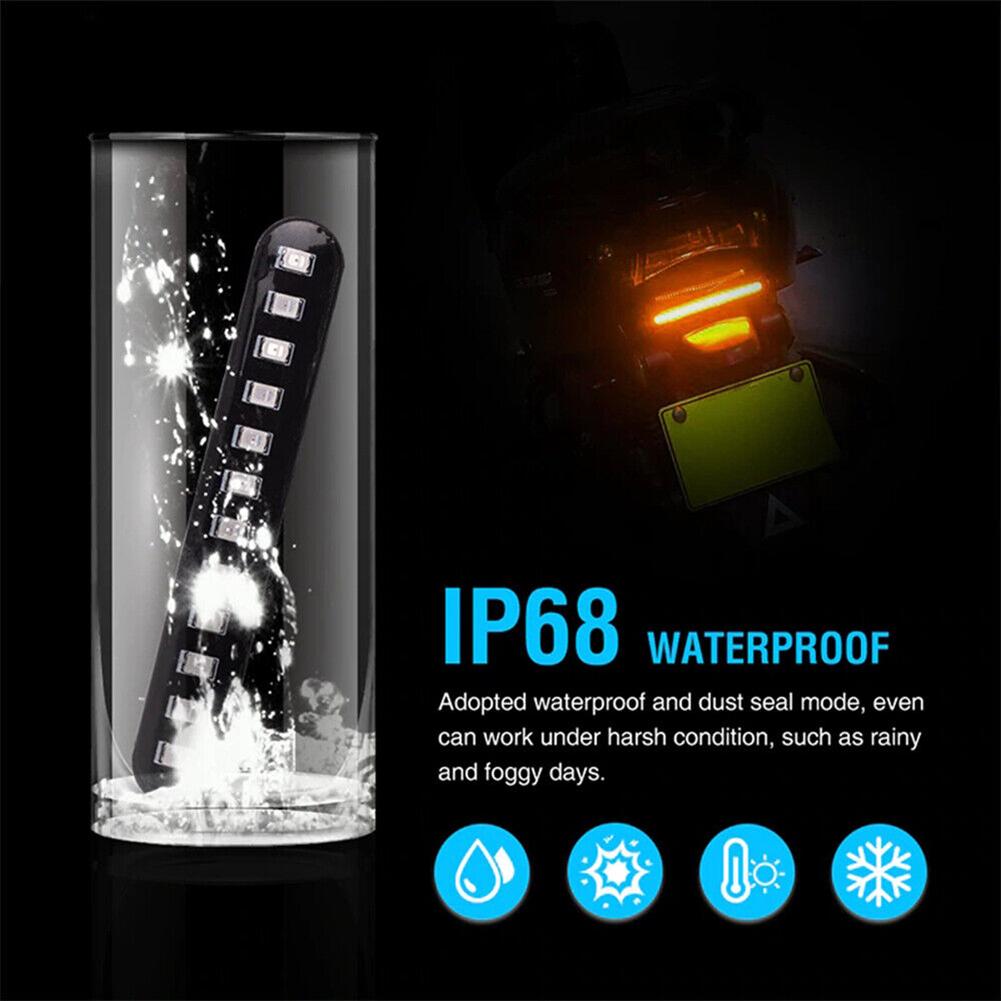 IP68 WATERPROOF
Adopted waterproof and dust seal mode, even
can work under harsh condition, such as rainy
and foggy days.